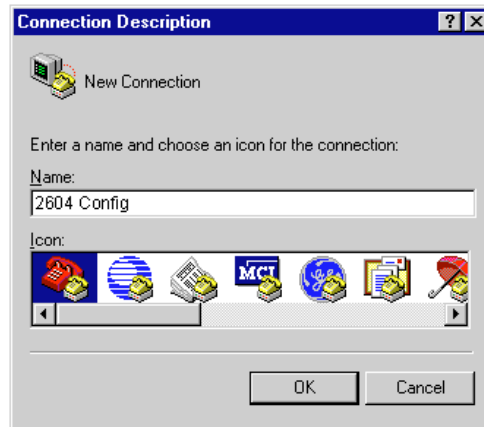 Connection Description
? X
New Connection
Enter a name and choose an icon for the connection:
Name:
2604 Config
Icon:
MCI
OK Cancel